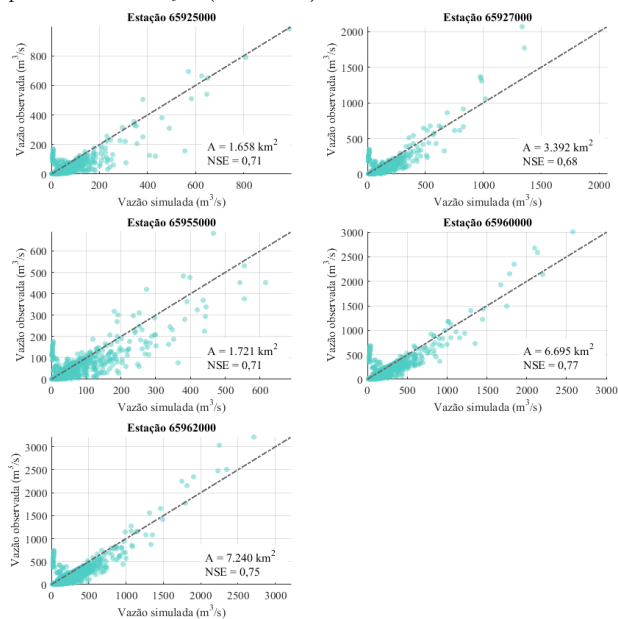 Estação 65925000
Vazão observada (m³/s)
800
600
400
200
0
0 200 400 600 800
A = 1.658 km²
NSE = 0,71
Vazão simulada (m³/s)
Estação 65927000
Vazão observada (m³/s)
2000
1500
1000
500
0
0 500 1000 1500 2000
A = 3.392 km²
NSE = 0,68
Vazão simulada (m³/s)
Estação 65955000
Vazão observada (m³/s)
600
500
400
300
200
100
0
0 100 200 300 400 500 600
A = 1.721 km²
NSE = 0,71
Vazão simulada (m³/s)
Estação 65960000
Vazão observada (m³/s)
3000
2500
2000
1500
1000
500
0
0 500 1000 1500 2000 2500 3000
A = 6.695 km²
NSE = 0,77
Vazão simulada (m³/s)
Estação 65962000
Vazão observada (m³/s)
3000
2500
2000
1500
1000
500
0
0 500 1000 1500 2000 2500 3000
A = 7.240 km²
NSE = 0,75
Vazão simulada (m³/s)